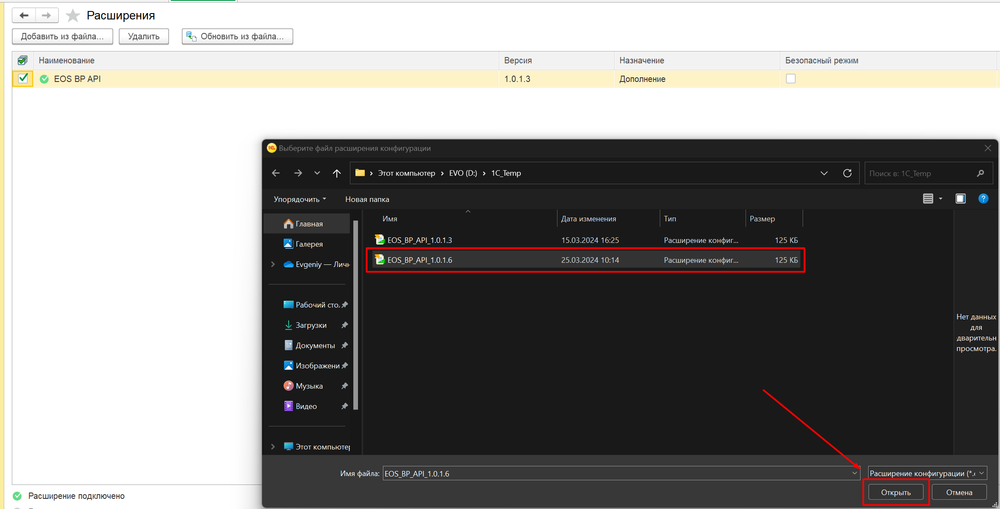 Расширения
Добавить из файла...
Удалить
Обновить из файла...
Наименование
Версия
Назначение
Безопасный режим
EOS BP API
1.0.1.3
Дополнение
Выберите файл расширения конфигурации
Этот компьютер
EVO (D:)
1C_Temp
Поиск в: 1C_Temp
Упорядочить
Новая папка
Имя
Дата изменения
Тип
Размер
EOS_BP_API_1.0.1.3
15.03.2024 16:25
Расширение конфиг...
125 КБ
EOS_BP_API_1.0.1.6
25.03.2024 10:14
Расширение конфиг...
125 КБ
Главная
Галерея
Evgeniy — Личн
Рабочий стол
Загрузки
Документы
Изображени
Музыка
Видео
Этот компьютер
Нет данных
для
дварительн
просмотра.
Имя файла:
EOS_BP_API_1.0.1.6
Расширение конфигурации (*.c
Открыть
Отмена
Расширение подключено